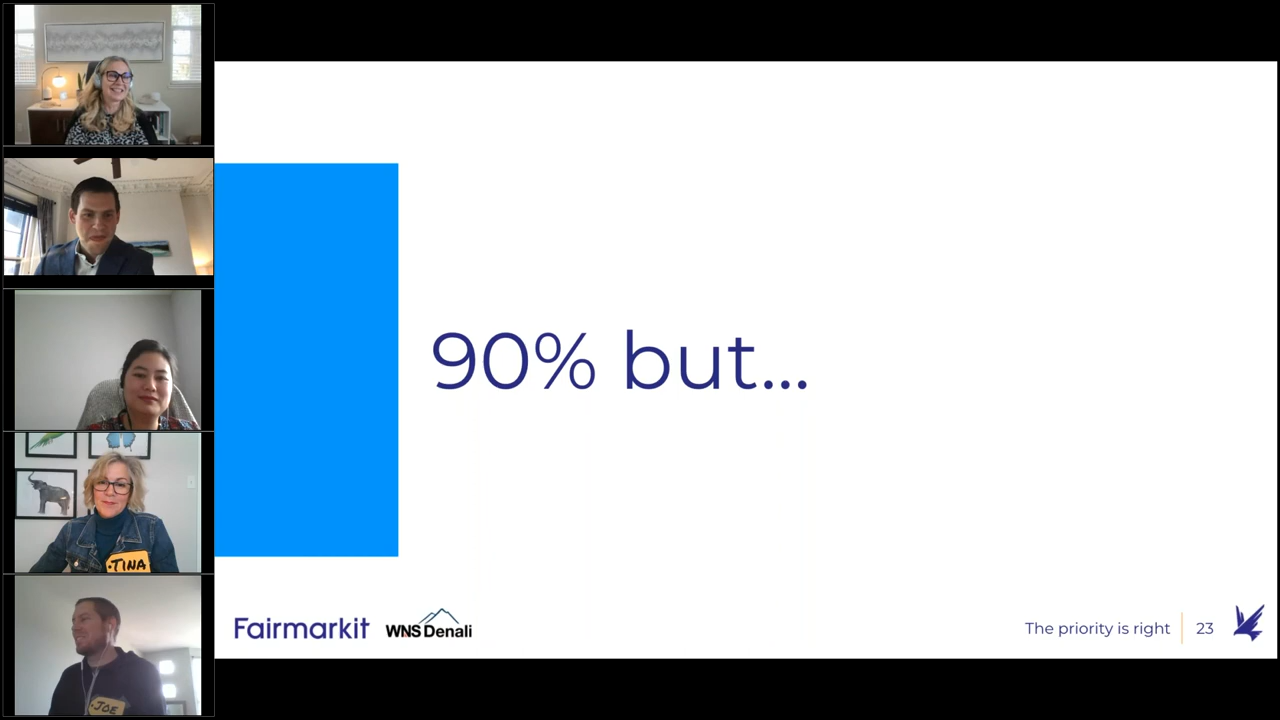 90% but...
TINA
JOE
Fairmarkit
WNS Denali
The priority is right
23